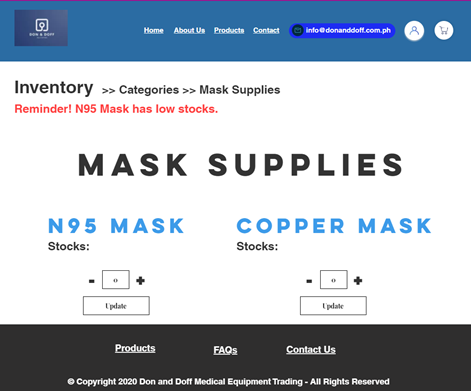 DON & DOFF
Home About Us Products Contact info@donanddoff.com.ph
Inventory >> Categories >> Mask Supplies
Reminder! N95 Mask has low stocks.
MASK SUPPLIES
N95 MASK COPPER MASK
Stocks: Stocks:
- 0 + - 0 +
Update Update
Products FAQs Contact Us
© Copyright 2020 Don and Doff Medical Equipment Trading - All Rights Reserved